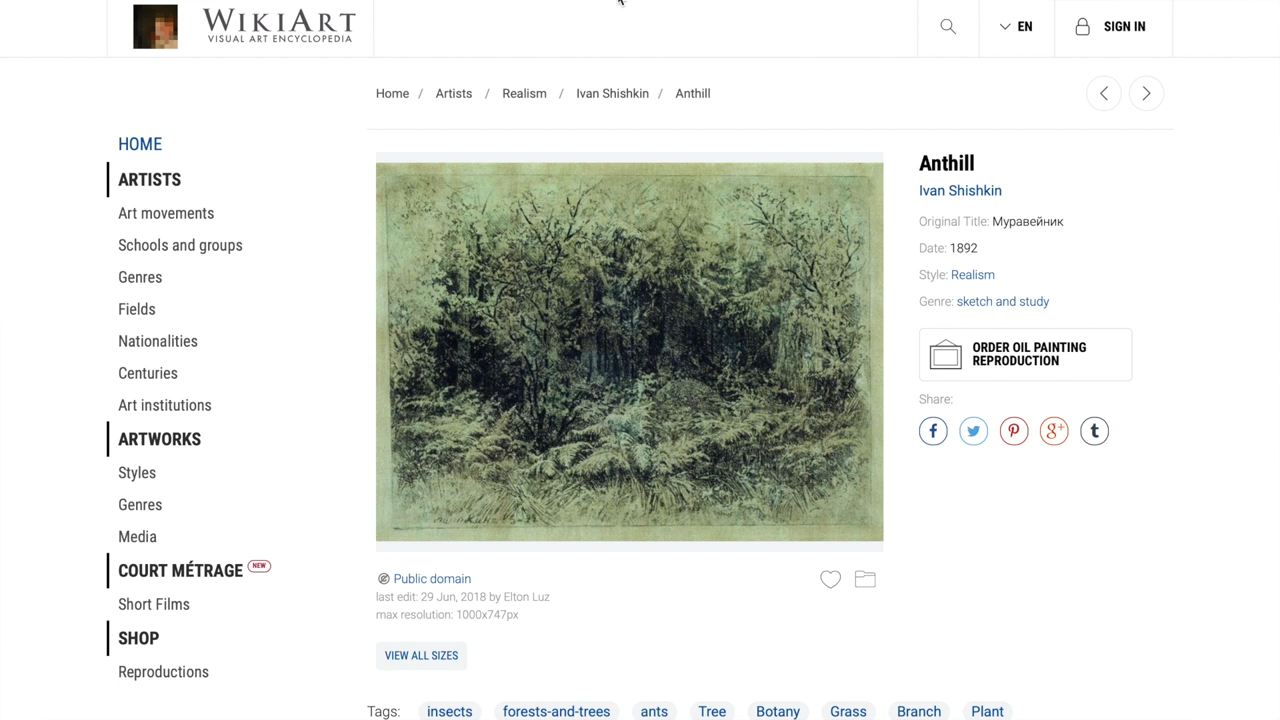 WIKIART
VISUAL ART ENCYCLOPEDIA
EN
SIGN IN
Home / Artists / Realism / Ivan Shishkin / Anthill
HOME
ARTISTS
Art movements
Schools and groups
Genres
Fields
Nationalities
Centuries
Art institutions
ARTWORKS
Styles
Genres
Media
COURT MÉTRAGE NEW
Short Films
SHOP
Reproductions
Anthill
Ivan Shishkin
Original Title: Муравейник
Date: 1892
Style: Realism
Genre: sketch and study
ORDER OIL PAINTING
REPRODUCTION
Share:
Public domain
last edit: 29 Jun, 2018 by Elton Luz
max resolution: 1000x747px
VIEW ALL SIZES
Tags: insects forests-and-trees ants Tree Botany Grass Branch Plant